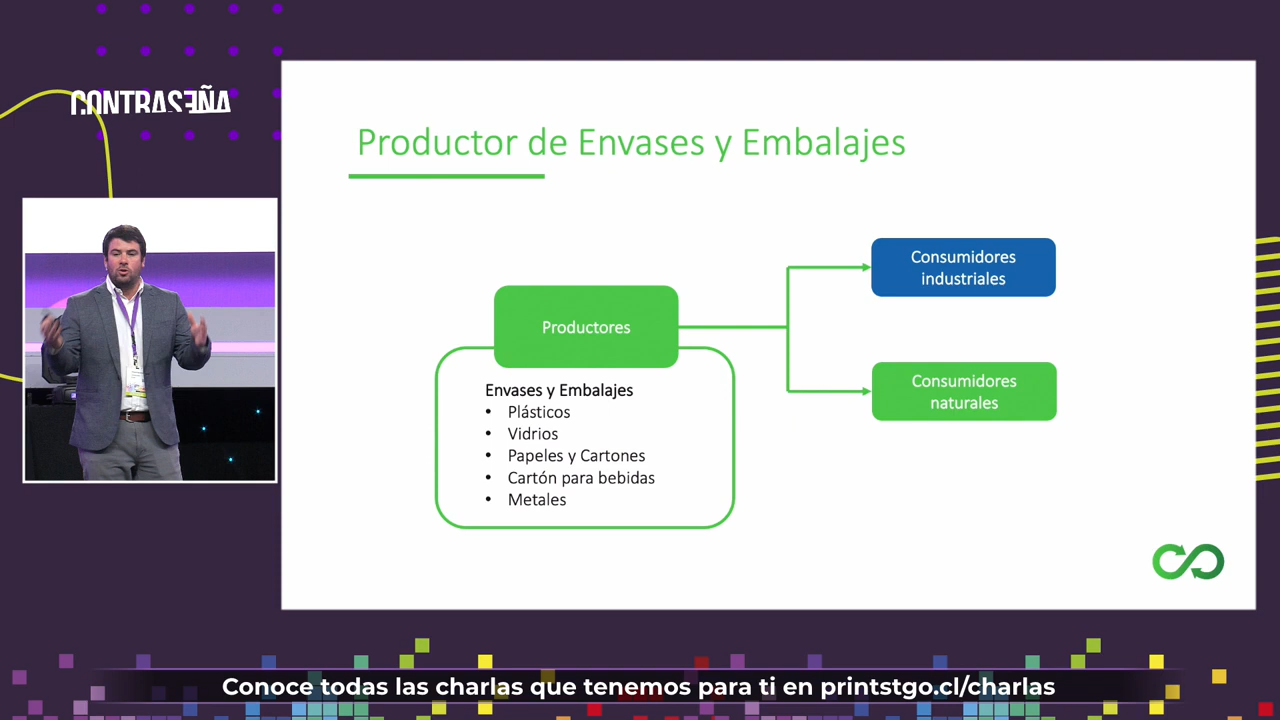 CONTRASEÑA
Productor de Envases y Embalajes
Productores
Envases y Embalajes
• Plásticos
• Vidrios
• Papeles y Cartones
• Cartón para bebidas
• Metales
Consumidores
industriales
Consumidores
naturales
Conoce todas las charlas que tenemos para ti en printstgo.cl/charlas